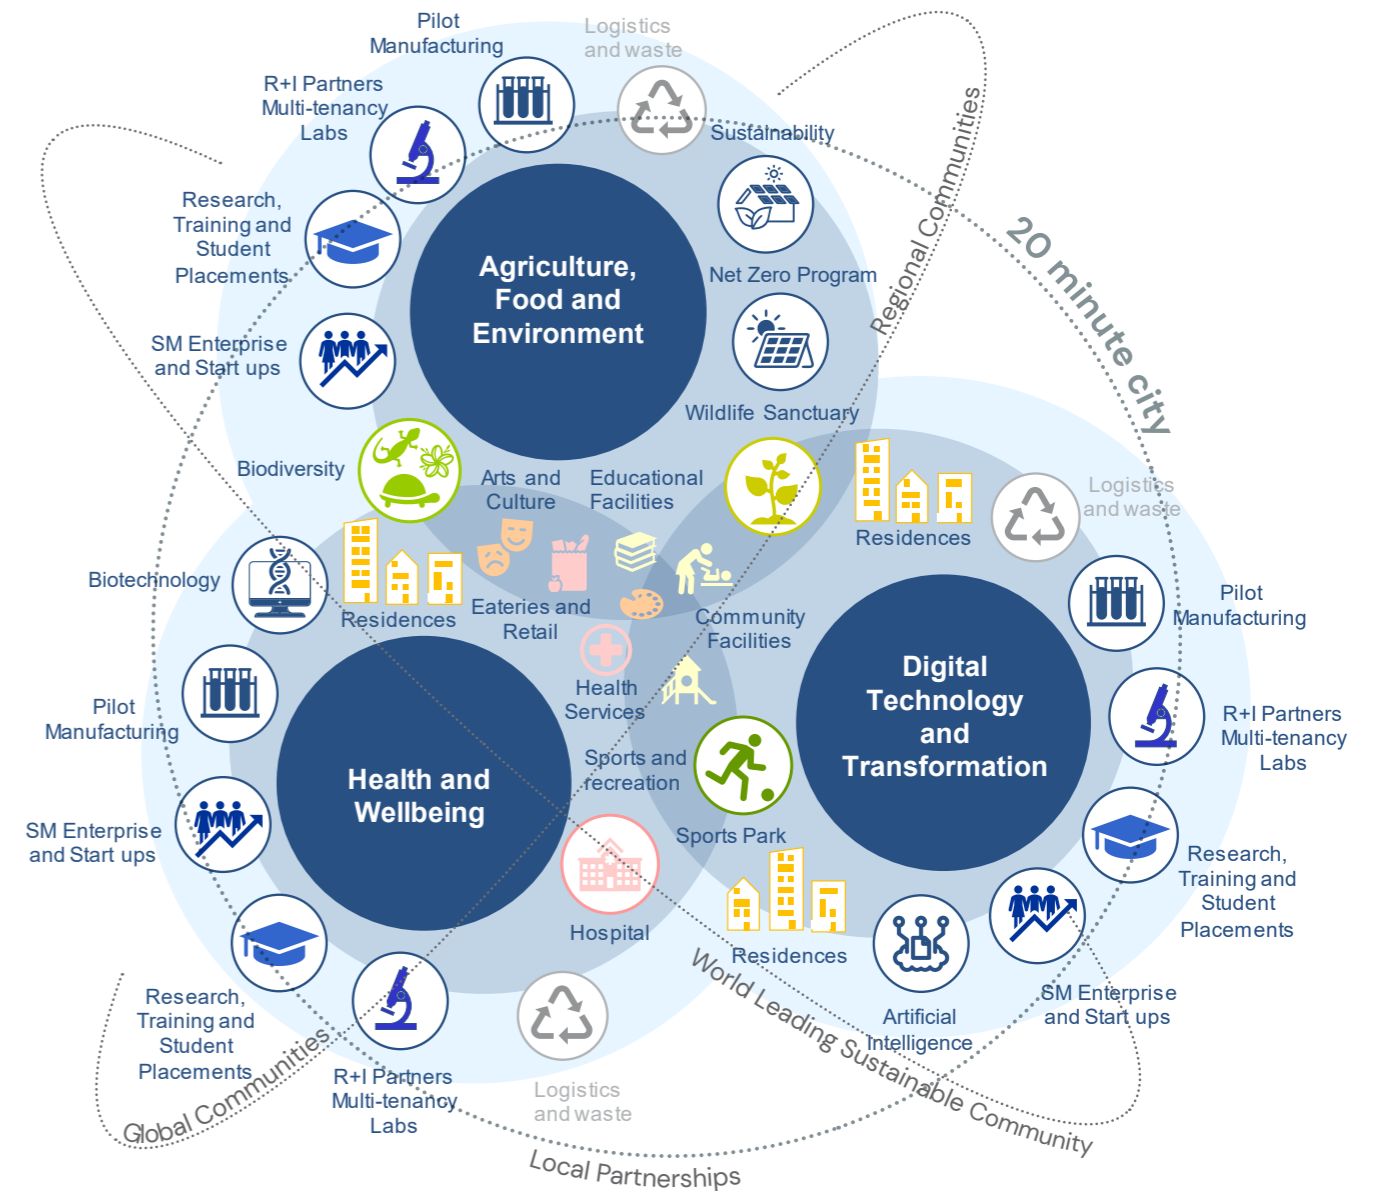 Pilot
Manufacturing
Logistics
and waste
R+I Partners
Multi-tenancy
Labs
Sustainability
Research,
Training and
Student
Placements
Regional Communities
20 minute city
Agriculture,
Food and
Environment
Net Zero Program
SM Enterprise
and Start ups
Wildlife Sanctuary
Biodiversity
Arts and
Culture
Educational
Facilities
Residences
Logistics
and waste
Biotechnology
Residences
Eateries and
Retail
Community
Facilities
Pilot
Manufacturing
Health
Services
Digital
Technology
and
Transformation
Pilot
Manufacturing
R+I Partners
Multi-tenancy
Labs
Health and
Wellbeing
Sports and
recreation
Sports Park
SM Enterprise
and Start ups
Research,
Training and
Student
Placements
Hospital
Residences
World Leading Sustainable Community
Artificial
Intelligence
SM Enterprise
and Start ups
Research,
Training and
Student
Placements
Global Communities
R+I Partners
Multi-tenancy
Labs
Logistics
and waste
Local Partnerships